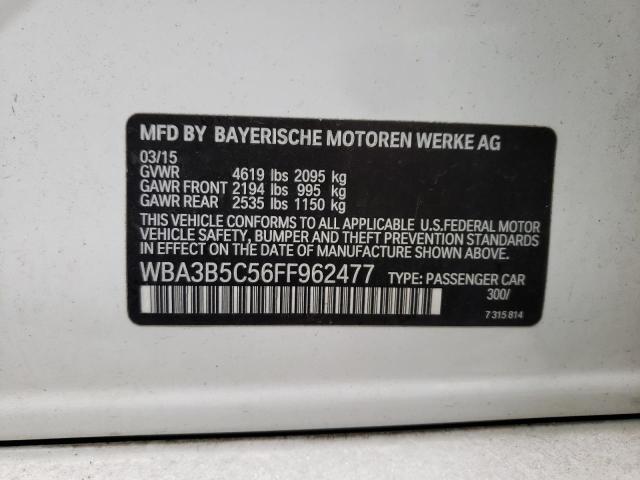 MFD BY BAYERISCHE MOTOREN WERKE AG
03/15
GVWR 4619 lbs 2095 kg
GAWR FRONT 2194 lbs 995 kg
GAWR REAR 2535 lbs 1150 kg
THIS VEHICLE CONFORMS TO ALL APPLICABLE U.S.FEDERAL MOTOR
VEHICLE SAFETY, BUMPER AND THEFT PREVENTION STANDARDS
IN EFFECT ON THE DATE OF MANUFACTURE SHOWN ABOVE.
WBA3B5C56FF962477 TYPE: PASSENGER CAR
300/
7 315 814